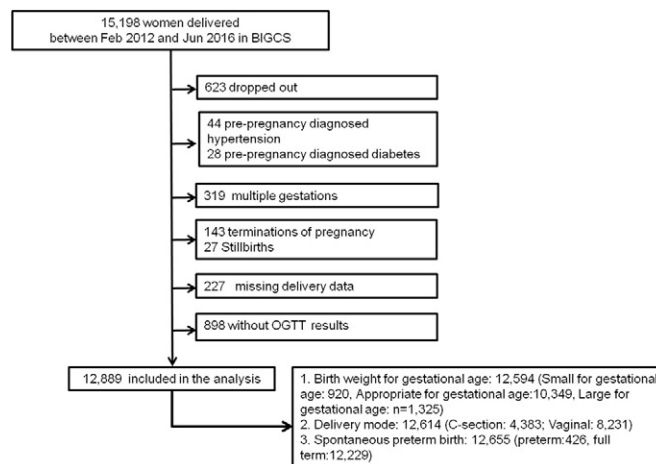 15,198 women delivered
between Feb 2012 and Jun 2016 in BIGCS
623 dropped out
44 pre-pregnancy diagnosed
hypertension
28 pre-pregnancy diagnosed diabetes
319 multiple gestations
143 terminations of pregnancy
27 Stillbirths
227 missing delivery data
898 without OGTT results
12,889 included in the analysis
1. Birth weight for gestational age: 12,594 (Small for gestational
age: 920, Appropriate for gestational age:10,349, Large for
gestational age: n=1,325)
2. Delivery mode: 12,614 (C-section: 4,383; Vaginal: 8,231)
3. Spontaneous preterm birth: 12,655 (preterm:426, full
term:12,229)